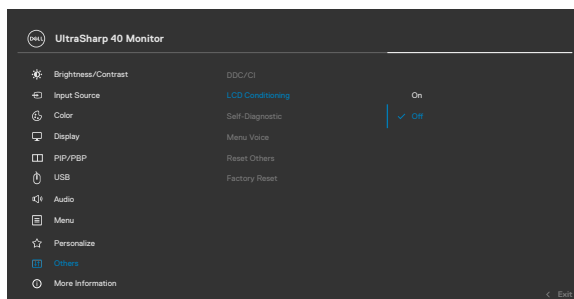 DELL UltraSharp 40 Monitor
Brightness/Contrast DDC/CI
Input Source LCD Conditioning On
Color Self-Diagnostic Off
Display Menu Voice
PIP/PBP Reset Others
USB Factory Reset
Audio
Menu
Personalize
Others
More Information
< Exit